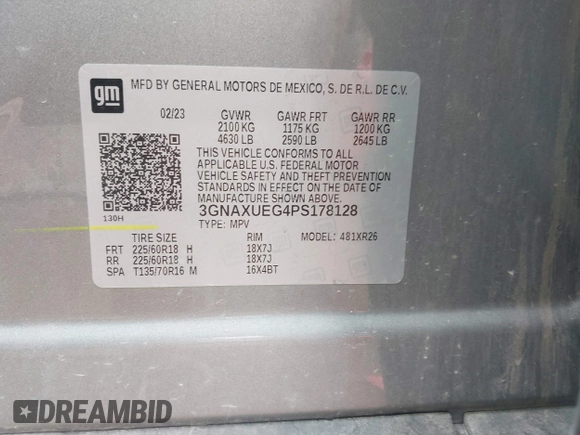 gm
MFD BY GENERAL MOTORS DE MEXICO, S. DE R.L. DE C.V.
02/23 GVWR GAWR FRT GAWR RR
2100 KG 1175 KG 1200 KG
4630 LB 2590 LB 2645 LB
THIS VEHICLE CONFORMS TO ALL
APPLICABLE U.S. FEDERAL MOTOR
VEHICLE SAFETY AND THEFT PREVENTION
STANDARDS IN EFFECT ON THE DATE OF
MANUFACTURE SHOWN ABOVE.
130H 3GNAXUEG4PS178128
TYPE: MPV
TIRE SIZE RIM MODEL: 481XR26
FRT 225/60R18 H 18X7J
RR 225/60R18 H 18X7J
SPA T135/70R16 M 16X4BT
DREAMBID